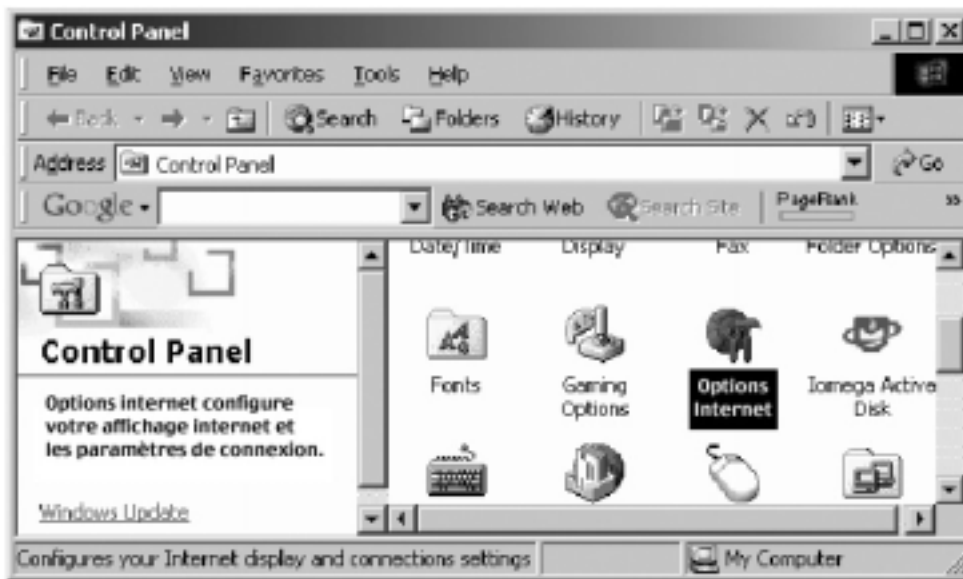 Control Panel
File Edit View Favorites Tools Help
Back Search Folders History
Address Control Panel Go
Google Search Web Search Site PageRank »
Date/Time Display Fax Folder Options
Control Panel
Options internet configure
votre affichage internet et
les paramètres de connexion.
Windows Update
Fonts
Gaming
Options
Options
Internet
Iomega Active
Disk
Configures your Internet display and connections settings My Computer